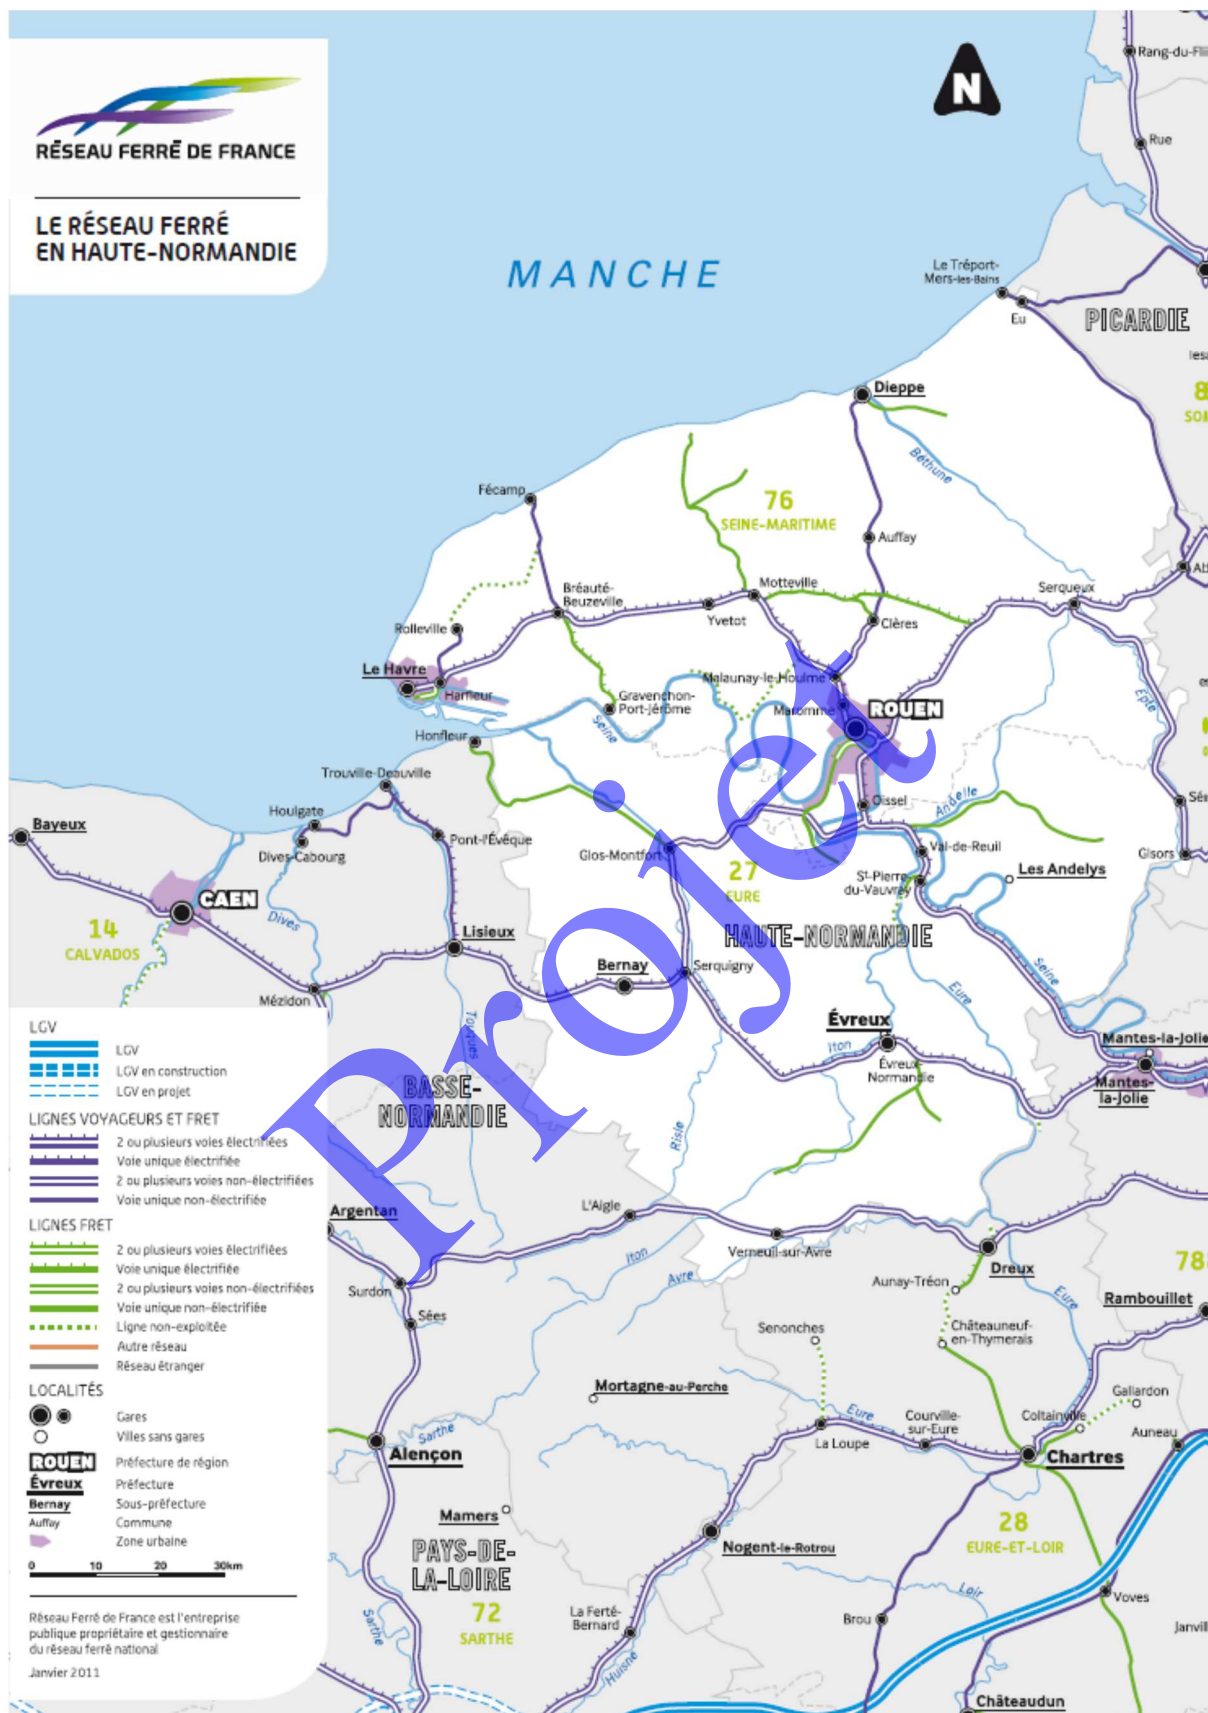 RÉSEAU FERRÉ DE FRANCE
LE RÉSEAU FERRÉ
EN HAUTE-NORMANDIE
N
MANCHE
Rue
Le Tréport-
Mers-les-Bains
Eu
PICARDIE
Dieppe
Béthune
Fécamp
76
SEINE-MARITIME
Auffay
Bréauté-
Beuzeville
Motteville
Serqueux
Rolleville
Yvetot
Clères
Le Havre
Harfleur
Malaunay-le-Houlme
Gravenchon-
Port-Jérôme
Maromme
ROUEN
Epte
Seine
Honfleur
Trouville-Deauville
Houlgate
Oissel
Andelle
Bayeux
Dives-Cabourg
Pont-l'Évêque
Glos-Montfort
Val-de-Reuil
Gisors
27
EURE
St-Pierre-
du-Vauvray
Les Andelys
CAEN
Dives
14
CALVADOS
Lisieux
HAUTE-NORMANDIE
Bernay
Serquigny
Seine
Eure
Mézidon
Touques
Évreux
Iton
Évreux-
Normandie
Mantes-la-Jolie
Mantes-
la-Jolie
BASSE-
NORMANDIE
Risle
Projet
LGV
LGV
LGV en construction
LGV en projet
LIGNES VOYAGEURS ET FRET
2 ou plusieurs voies électrifiées
Voie unique électrifiée
2 ou plusieurs voies non-électrifiées
Voie unique non-électrifiée
LIGNES FRET
2 ou plusieurs voies électrifiées
Voie unique électrifiée
2 ou plusieurs voies non-électrifiées
Voie unique non-électrifiée
Ligne non-exploitée
Autre réseau
Réseau étranger
LOCALITÉS
Gares
Villes sans gares
ROUEN Préfecture de région
Évreux Préfecture
Bernay Sous-préfecture
Auffay Commune
Zone urbaine
0 10 20 30km
Réseau Ferré de France est l'entreprise
publique propriétaire et gestionnaire
du réseau ferré national
Janvier 2011
Argentan
L'Aigle
Iton
Avre
Verneuil-sur-Avre
Surdon
Sées
Dreux
Aunay-Tréon
Eure
Rambouillet
Senonches
Châteauneuf-
en-Thymerais
Mortagne-au-Perche
Gallardon
Sarthe
Eure
Courville-
sur-Eure
Coltainville
Auneau
La Loupe
Alençon
Chartres
Mamers
28
EURE-ET-LOIR
Nogent-le-Rotrou
PAYS-DE-
LA-LOIRE
72
SARTHE
Loir
Voves
La Ferté-
Bernard
Brou
Sarthe
Huisne
Châteaudun